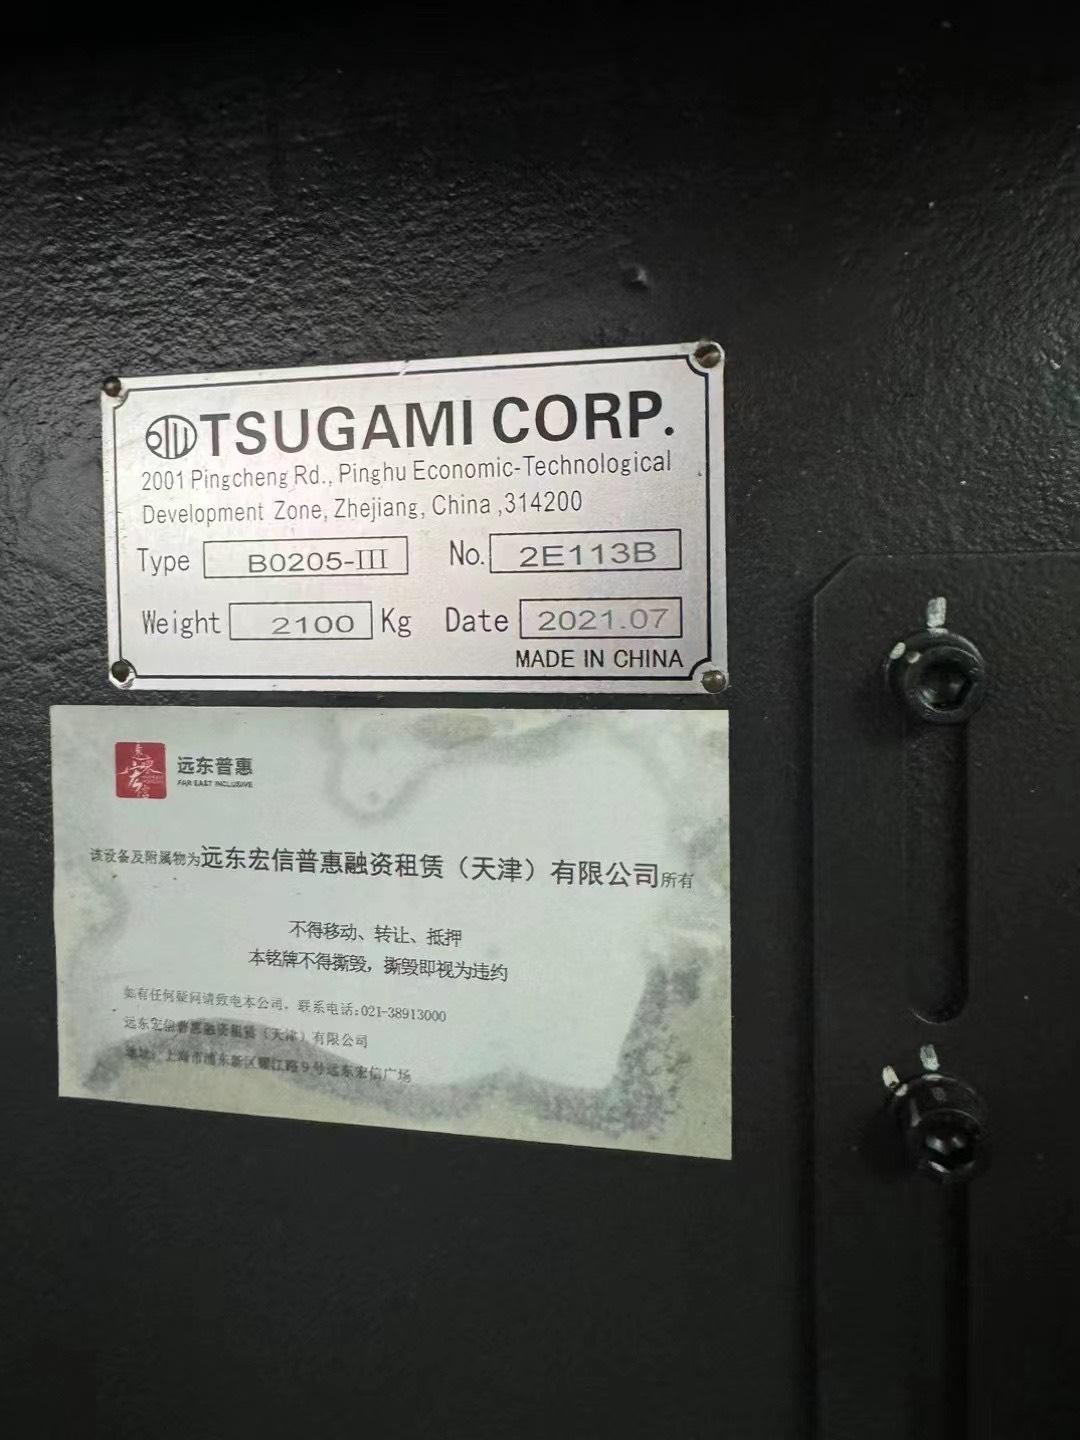 TSUGAMI CORP.
2001 Pingcheng Rd., Pinghu Economic-Technological
Development Zone, Zhejiang, China ,314200
Type B0205-III No. 2E113B
Weight 2100 Kg Date 2021.07
MADE IN CHINA
远东普惠
FAR EAST INCLUSIVE
该设备及附属物为远东宏信普惠融资租赁（天津）有限公司所有
不得移动、转让、抵押
本铭牌不得撕毁，撕毁即视为违约
如有任何疑问请致电本公司，联系电话:021-38913000
远东宏信普惠融资租赁（天津）有限公司
地址：上海市浦东新区耀江路9号远东宏信广场